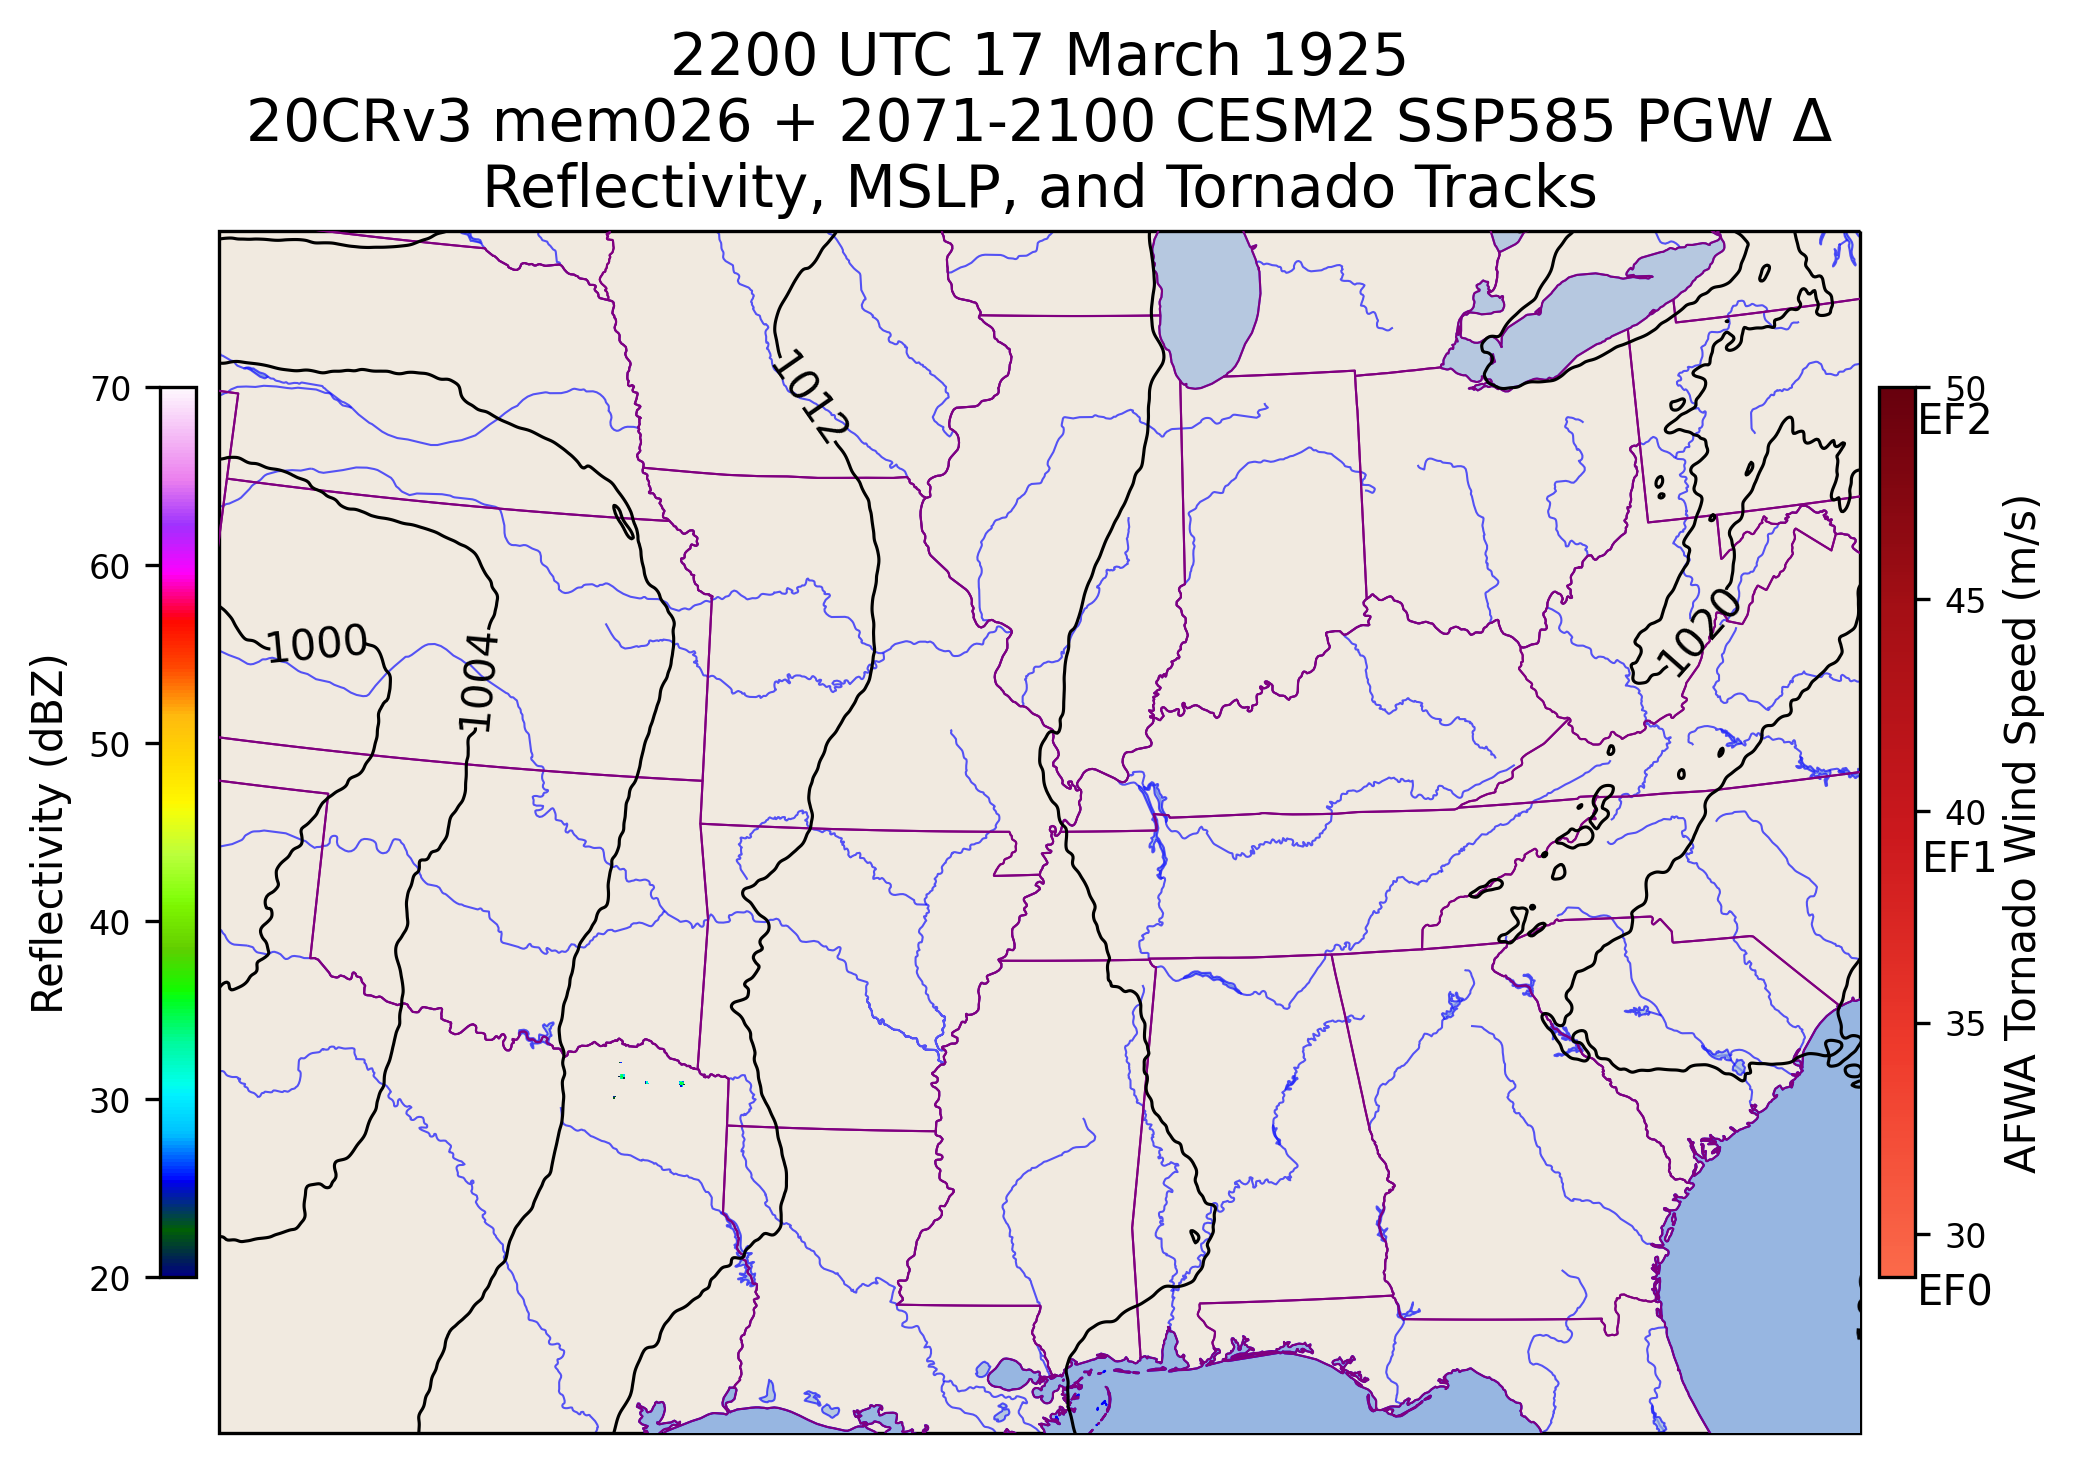 2200 UTC 17 March 1925
20CRv3 mem026 + 2071-2100 CESM2 SSP585 PGW Δ
Reflectivity, MSLP, and Tornado Tracks
Reflectivity (dBZ)
70
60
50
40
30
20
1012
1000
1004
1020
50
EF2
45
40
EF1
35
30
EF0
AFWA Tornado Wind Speed (m/s)